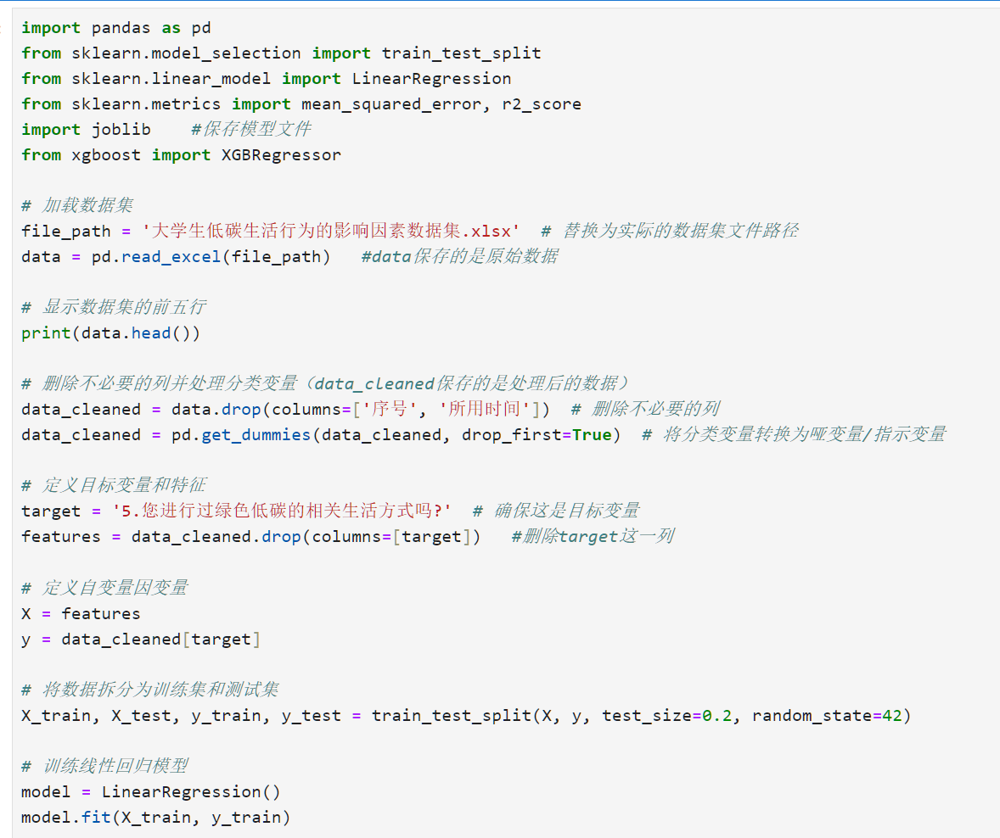 import pandas as pd
from sklearn.model_selection import train_test_split
from sklearn.linear_model import LinearRegression
from sklearn.metrics import mean_squared_error, r2_score
import joblib    #保存模型文件
from xgboost import XGBRegressor
# 加载数据集
file_path = '大学生低碳生活行为的影响因素数据集.xlsx'  # 替换为实际的数据集文件路径
data = pd.read_excel(file_path)   #data保存的是原始数据
# 显示数据集的前五行
print(data.head())
# 删除不必要的列并处理分类变量（data_cleaned保存的是处理后的数据）
data_cleaned = data.drop(columns=['序号', '所用时间'])  # 删除不必要的列
data_cleaned = pd.get_dummies(data_cleaned, drop_first=True)  # 将分类变量转换为哑变量/指示变量
# 定义目标变量和特征
target = '5.您进行过绿色低碳的相关生活方式吗?'  # 确保这是目标变量
features = data_cleaned.drop(columns=[target])   #删除target这一列
# 定义自变量因变量
X = features
y = data_cleaned[target]
# 将数据拆分为训练集和测试集
X_train, X_test, y_train, y_test = train_test_split(X, y, test_size=0.2, random_state=42)
# 训练线性回归模型
model = LinearRegression()
model.fit(X_train, y_train)